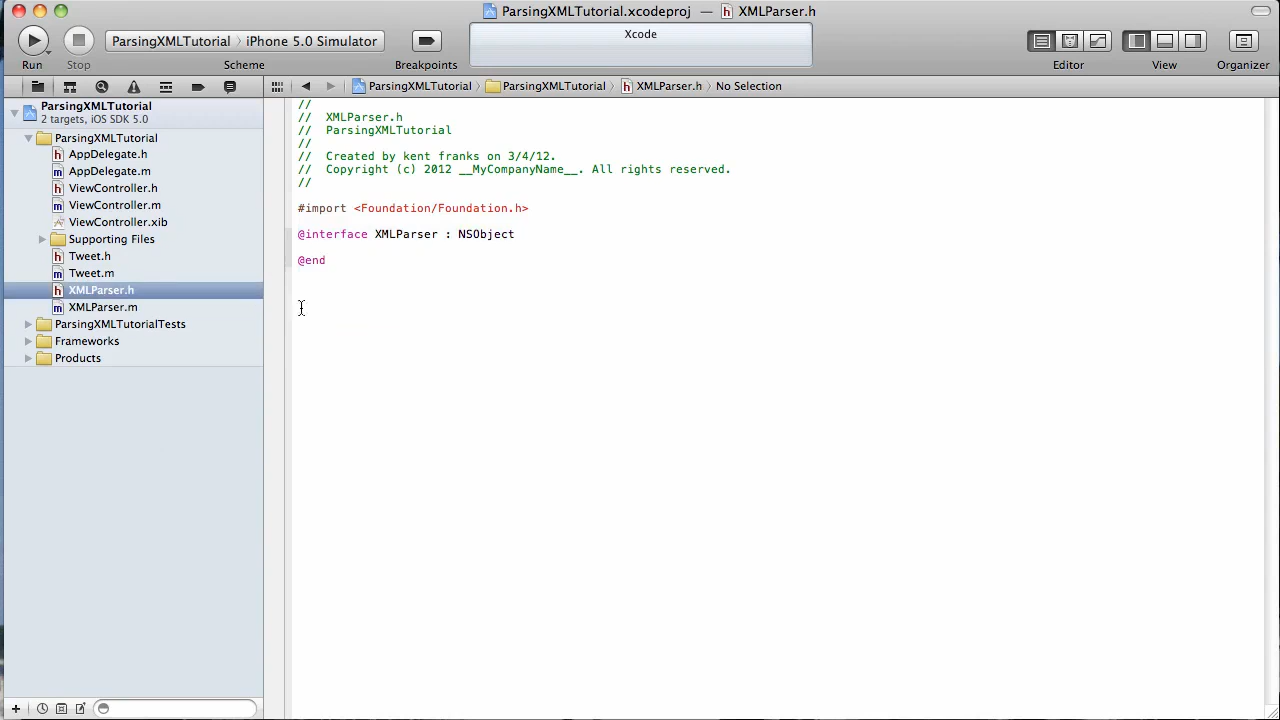 ParsingXMLTutorial.xcodeproj — XMLParser.h
ParsingXMLTutorial iPhone 5.0 Simulator
Xcode
Run Stop Scheme Breakpoints Editor View Organizer
ParsingXMLTutorial ParsingXMLTutorial XMLParser.h No Selection
ParsingXMLTutorial
2 targets, iOS SDK 5.0
ParsingXMLTutorial
AppDelegate.h
AppDelegate.m
ViewController.h
ViewController.m
ViewController.xib
Supporting Files
Tweet.h
Tweet.m
XMLParser.h
XMLParser.m
ParsingXMLTutorialTests
Frameworks
Products
//
// XMLParser.h
// ParsingXMLTutorial
//
// Created by kent franks on 3/4/12.
// Copyright (c) 2012 __MyCompanyName__. All rights reserved.
//
#import <Foundation/Foundation.h>
@interface XMLParser : NSObject
@end